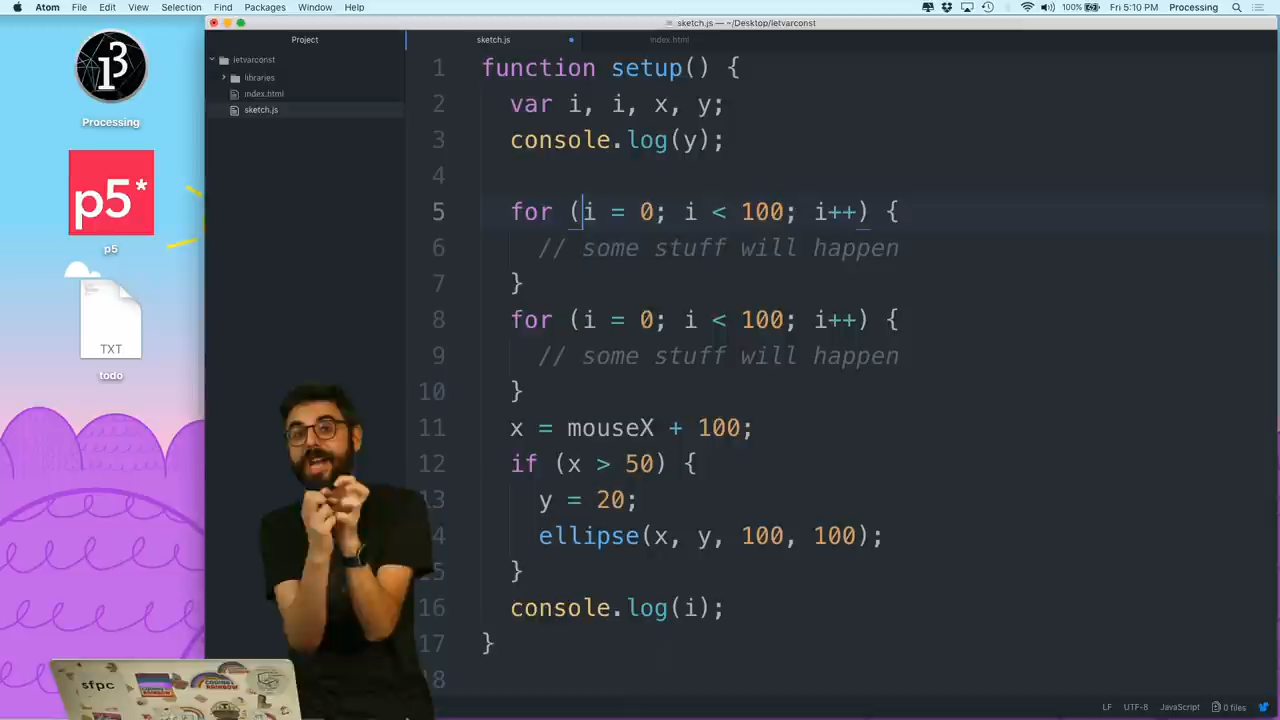 Atom File Edit View Selection Find Packages Window Help 100% Fri 5:10 PM Processing
sketch.js — ~/Desktop/letvarconst
Project
sketch.js
index.html
letvarconst
libraries
index.html
sketch.js
Processing
p5*
p5
TXT
todo
1 function setup() {
2 var i, i, x, y;
3 console.log(y);
4
5 for (i = 0; i < 100; i++) {
6 // some stuff will happen
7 }
8 for (i = 0; i < 100; i++) {
9 // some stuff will happen
10 }
11 x = mouseX + 100;
12 if (x > 50) {
13 y = 20;
4 ellipse(x, y, 100, 100);
15 }
16 console.log(i);
17 }
18
sfpc
CODING RAINBOW
LF UTF-8 JavaScript 0 files